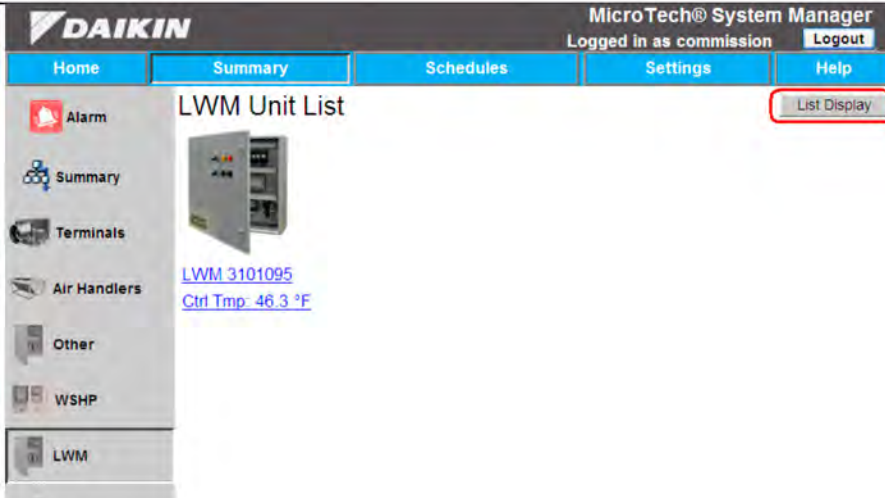 DAIKIN
MicroTech® System Manager
Logged in as commission Logout
Home Summary Schedules Settings Help
Alarm
Summary
Terminals
Air Handlers
Other
WSHP
LWM
LWM Unit List
List Display
LWM 3101095
Ctrl Tmp: 46.3 °F